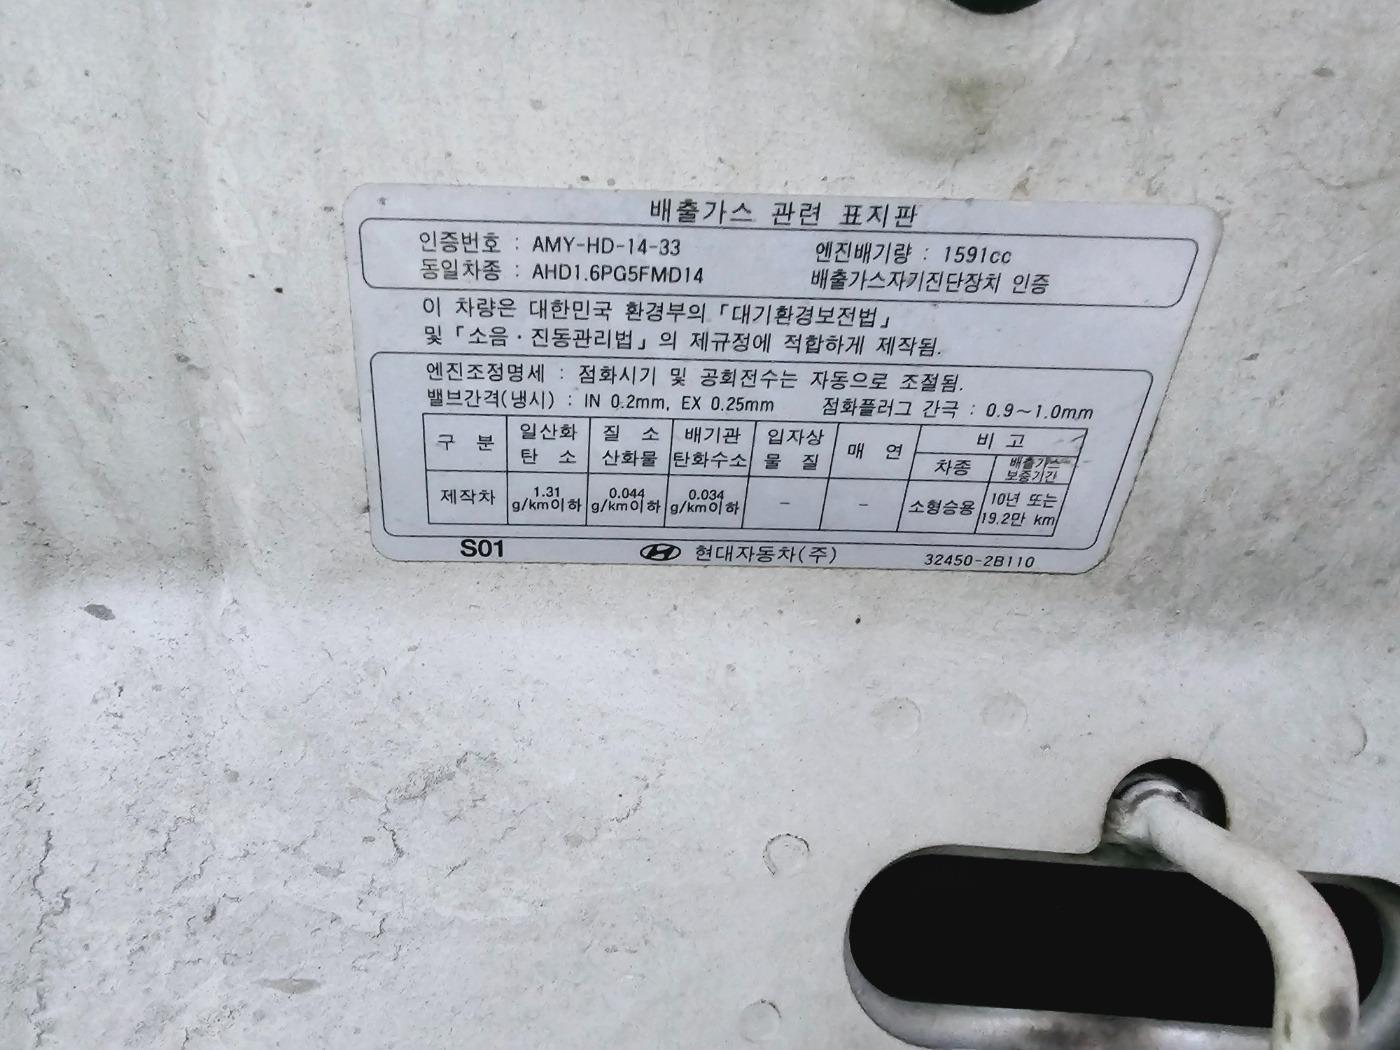 배출가스 관련 표지판
인증번호 : AMY-HD-14-33 엔진배기량 : 1591cc
동일차종 : AHD1.6PG5FMD14 배출가스자기진단장치 인증
이 차량은 대한민국 환경부의 「대기환경보전법」
및 「소음·진동관리법」의 제규정에 적합하게 제작됨.
엔진조정명세 : 점화시기 및 공회전수는 자동으로 조절됨.
밸브간격(냉시) : IN 0.2mm, EX 0.25mm 점화플러그 간극 : 0.9~1.0mm
구 분
일산화
탄 소
질 소
산화물
배기관
탄화수소
입자상
물 질
매 연
비 고
차종
배출가스
보증기간
제작차
1.31
g/km이하
0.044
g/km이하
0.034
g/km이하
–
–
소형승용
10년 또는
19.2만 km
S01 현대자동차(주) 32450-2B110